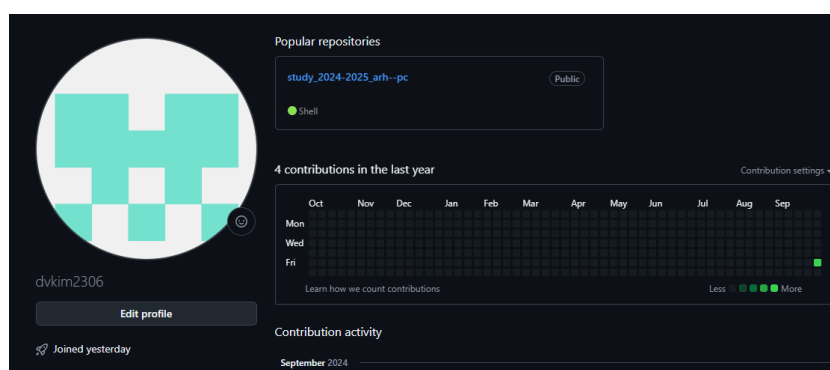 Popular repositories
study_2024-2025_arh--pc
Public
Shell
4 contributions in the last year
Contribution settings
Oct Nov Dec Jan Feb Mar Apr May Jun Jul Aug Sep
Mon
Wed
Fri
Learn how we count contributions
Less More
dvkim2306
Edit profile
Joined yesterday
Contribution activity
September 2024